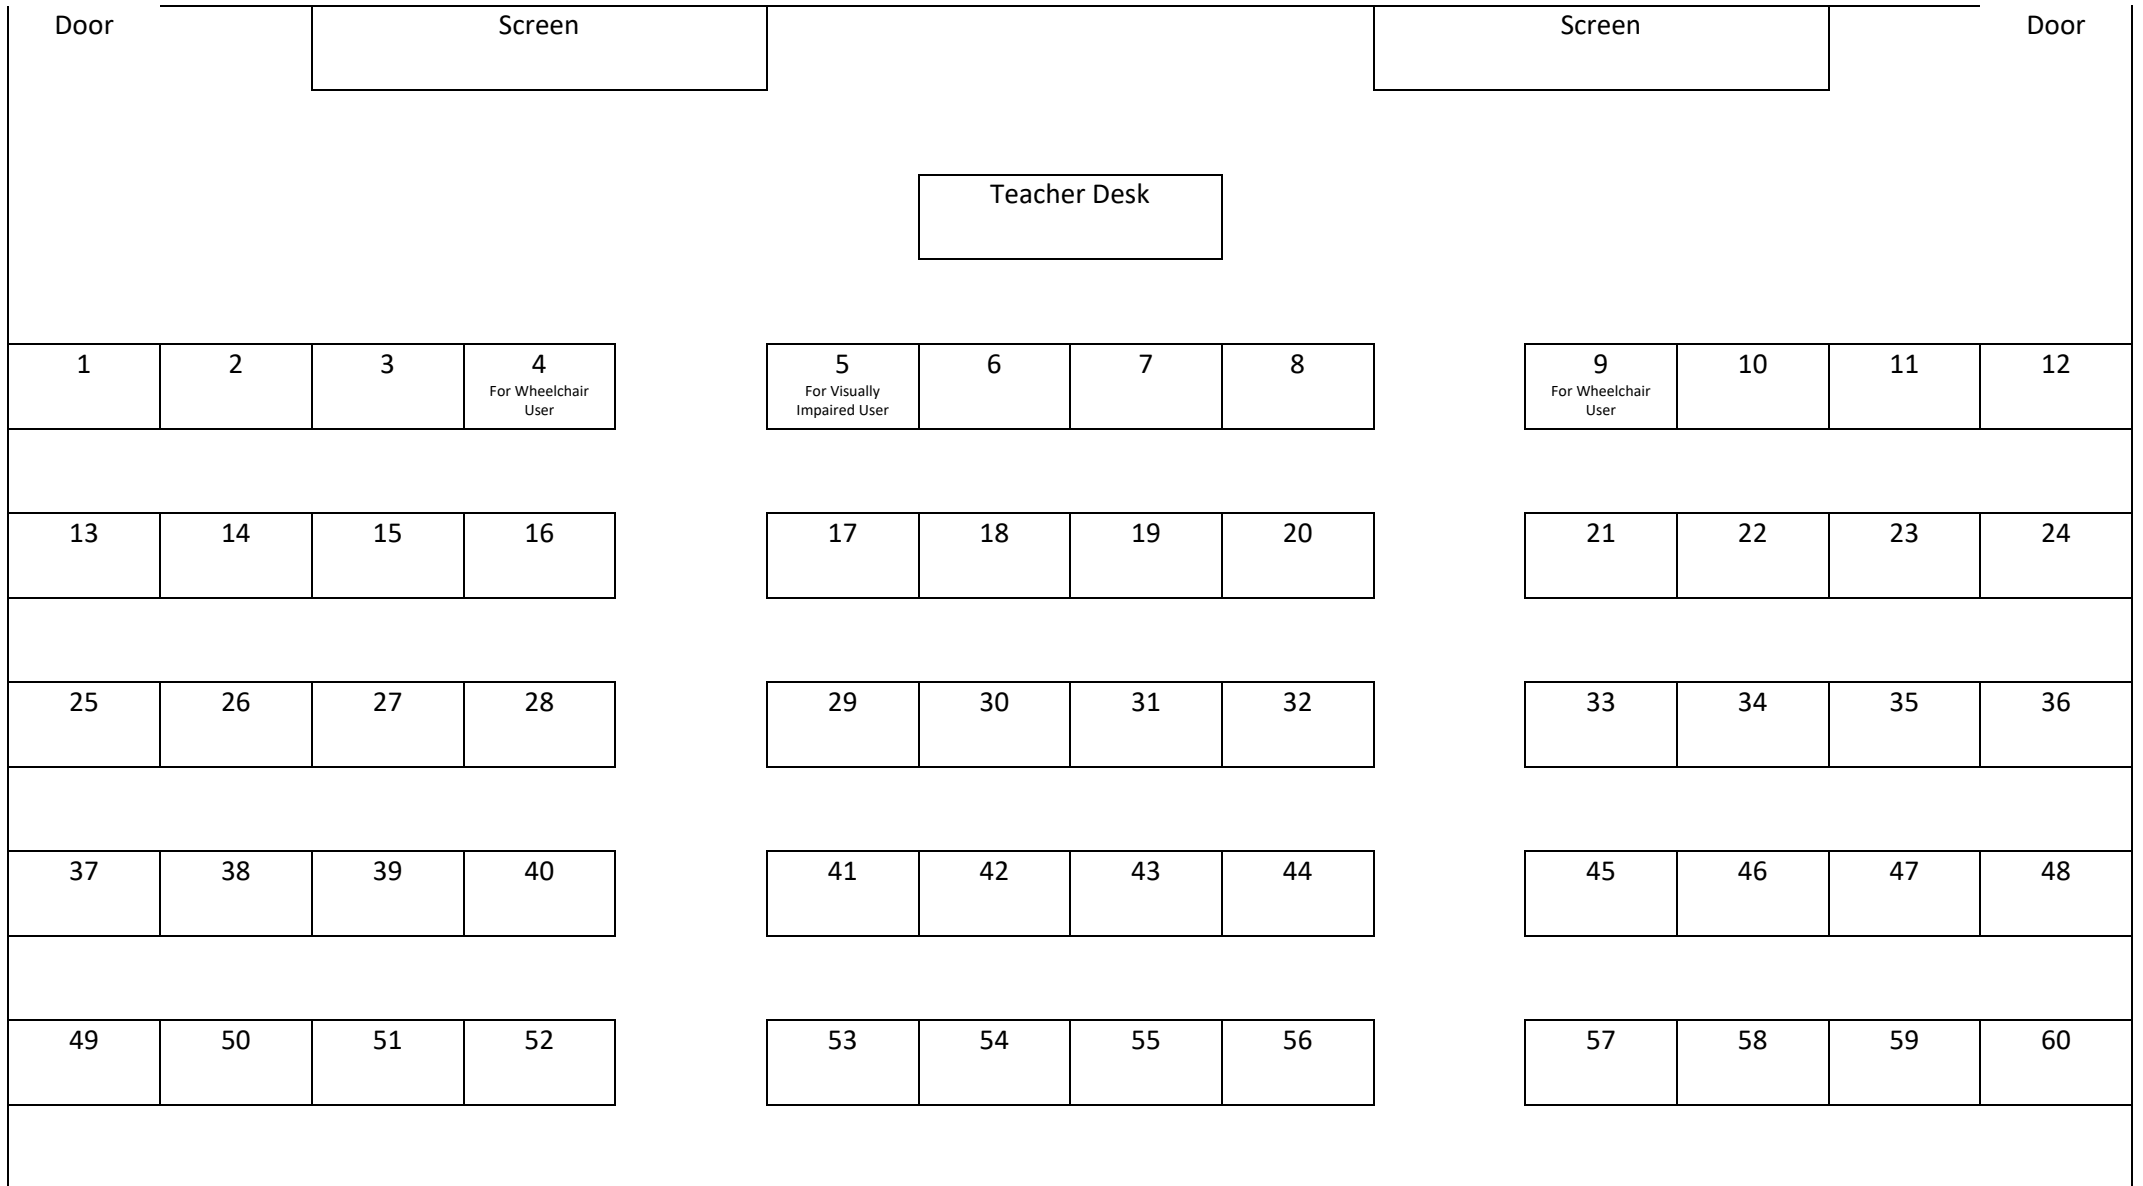 Door Screen Screen Door
Teacher Desk
1 2 3 4 5 6 7 8 9 10 11 12
For Wheelchair For Visually For Wheelchair
User Impaired User User
13 14 15 16 17 18 19 20 21 22 23 24
25 26 27 28 29 30 31 32 33 34 35 36
37 38 39 40 41 42 43 44 45 46 47 48
49 50 51 52 53 54 55 56 57 58 59 60